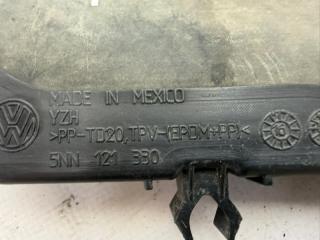 MADE IN MEXICO
YZH
>PP-TD20,TPV-(EPDM+PP)<
5NN 121 330